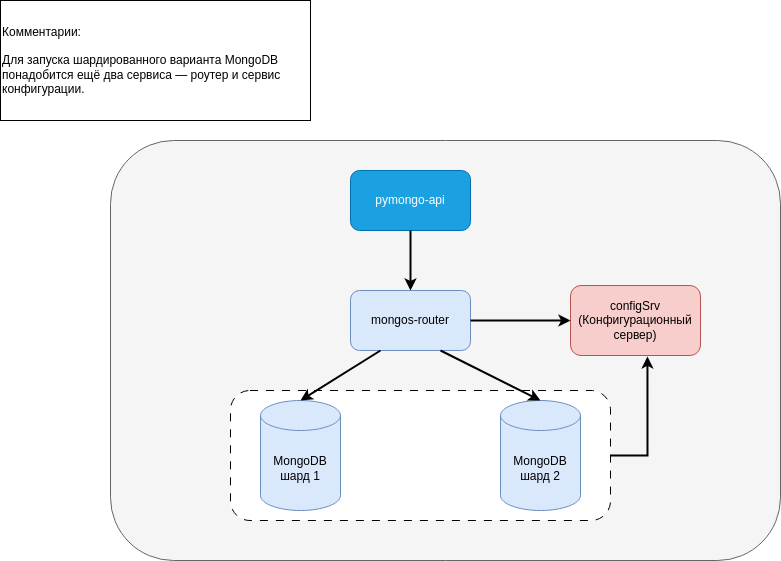 Комментарии:
Для запуска шардированного варианта MongoDB
понадобится ещё два сервиса — роутер и сервис
конфигурации.
pymongo-api
mongos-router
configSrv
(Конфигурационный
сервер)
MongoDB
шард 1
MongoDB
шард 2